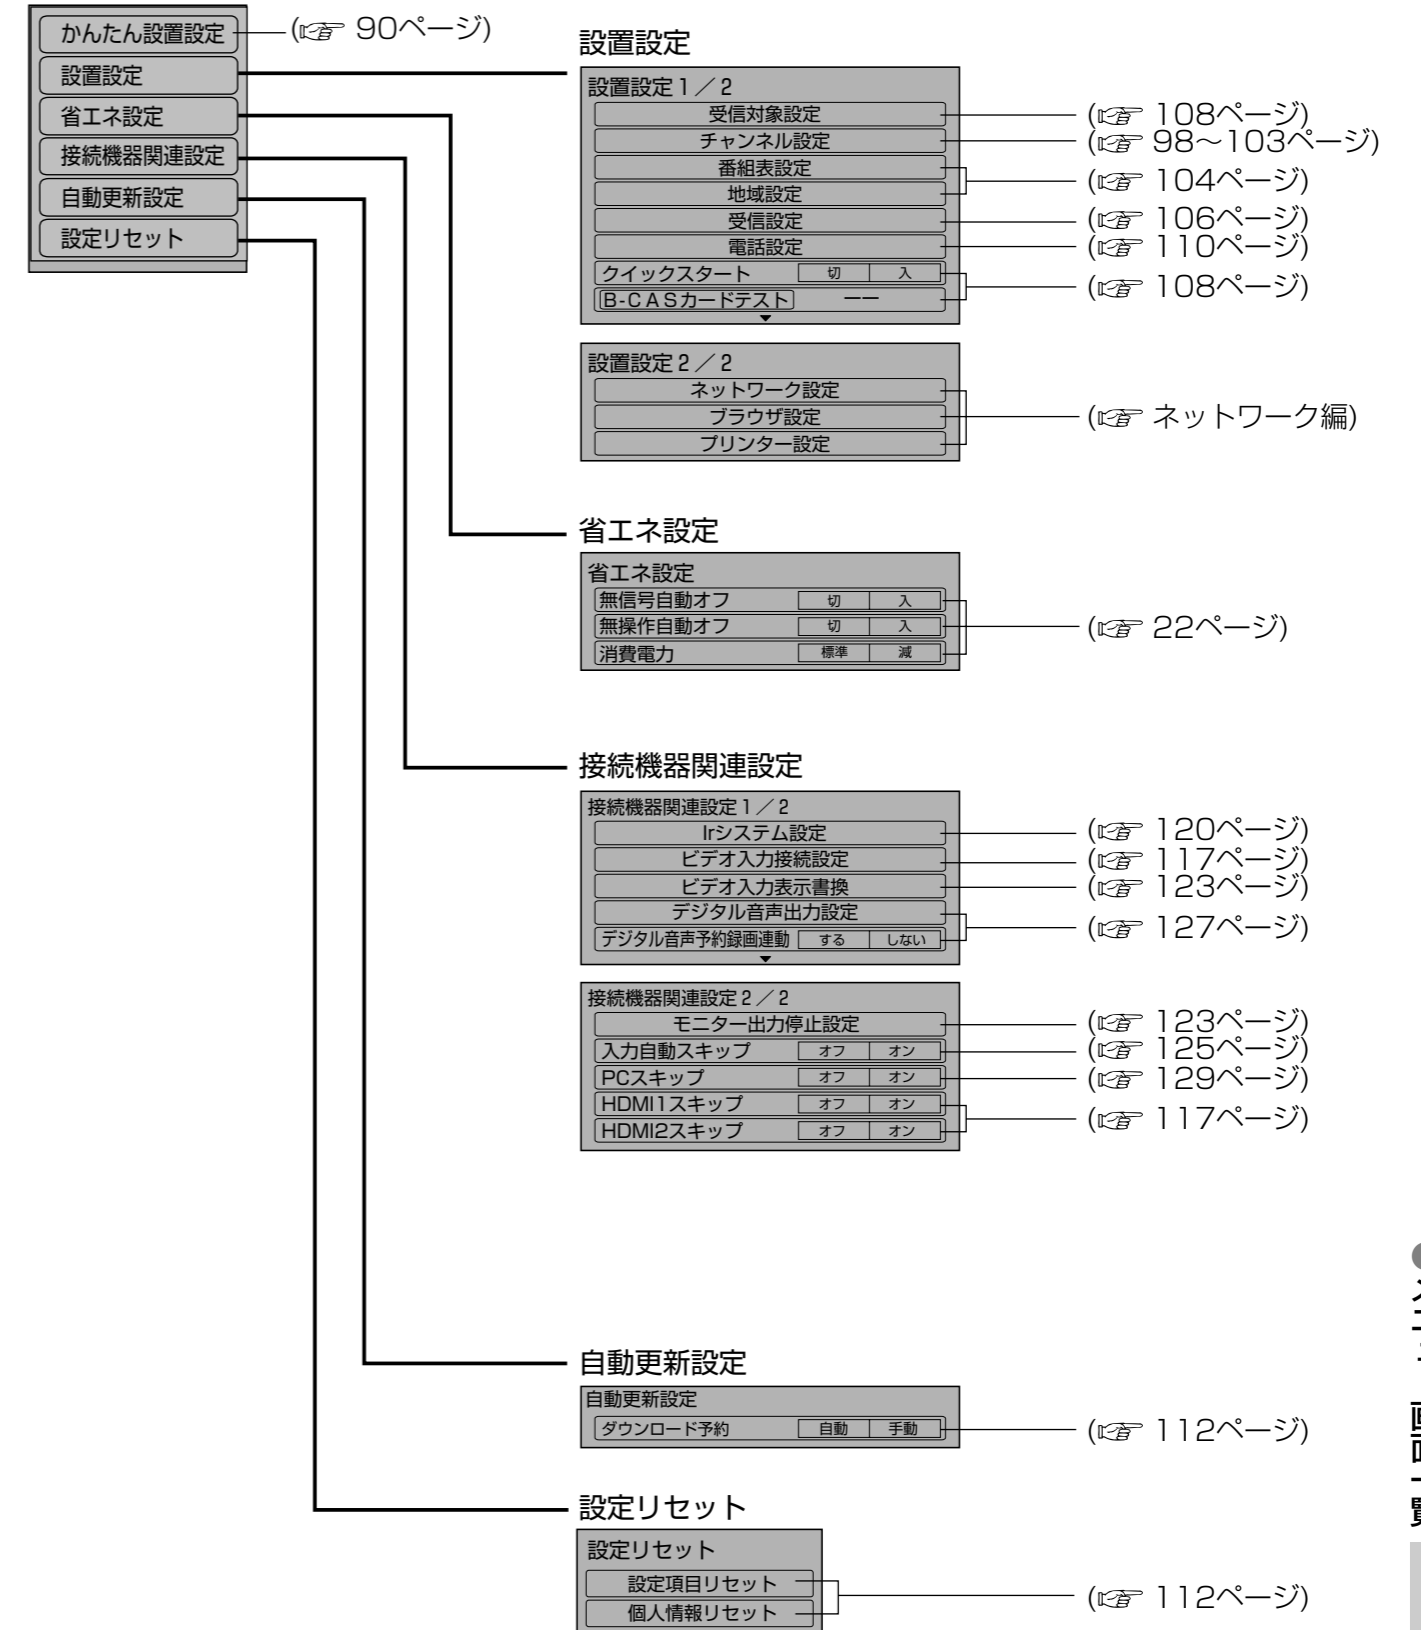 かんたん設置設定
(☞ 90ページ)
設置設定
省エネ設定
接続機器関連設定
自動更新設定
設定リセット
設置設定
設置設定1／2
受信対象設定
(☞ 108ページ)
チャンネル設定
(☞ 98～103ページ)
番組表設定
地域設定
(☞ 104ページ)
受信設定
(☞ 106ページ)
電話設定
(☞ 110ページ)
クイックスタート 切 入
B-CASカードテスト ーー
(☞ 108ページ)
設置設定2／2
ネットワーク設定
ブラウザ設定
プリンター設定
(☞ ネットワーク編)
省エネ設定
省エネ設定
無信号自動オフ 切 入
無操作自動オフ 切 入
消費電力 標準 減
(☞ 22ページ)
接続機器関連設定
接続機器関連設定1／2
Irシステム設定
(☞ 120ページ)
ビデオ入力接続設定
(☞ 117ページ)
ビデオ入力表示書換
(☞ 123ページ)
デジタル音声出力設定
デジタル音声予約録画連動 する しない
(☞ 127ページ)
接続機器関連設定2／2
モニター出力停止設定
(☞ 123ページ)
入力自動スキップ オフ オン
(☞ 125ページ)
PCスキップ オフ オン
(☞ 129ページ)
HDMI1スキップ オフ オン
HDMI2スキップ オフ オン
(☞ 117ページ)
自動更新設定
自動更新設定
ダウンロード予約 自動 手動
(☞ 112ページ)
設定リセット
設定リセット
設定項目リセット
個人情報リセット
(☞ 112ページ)